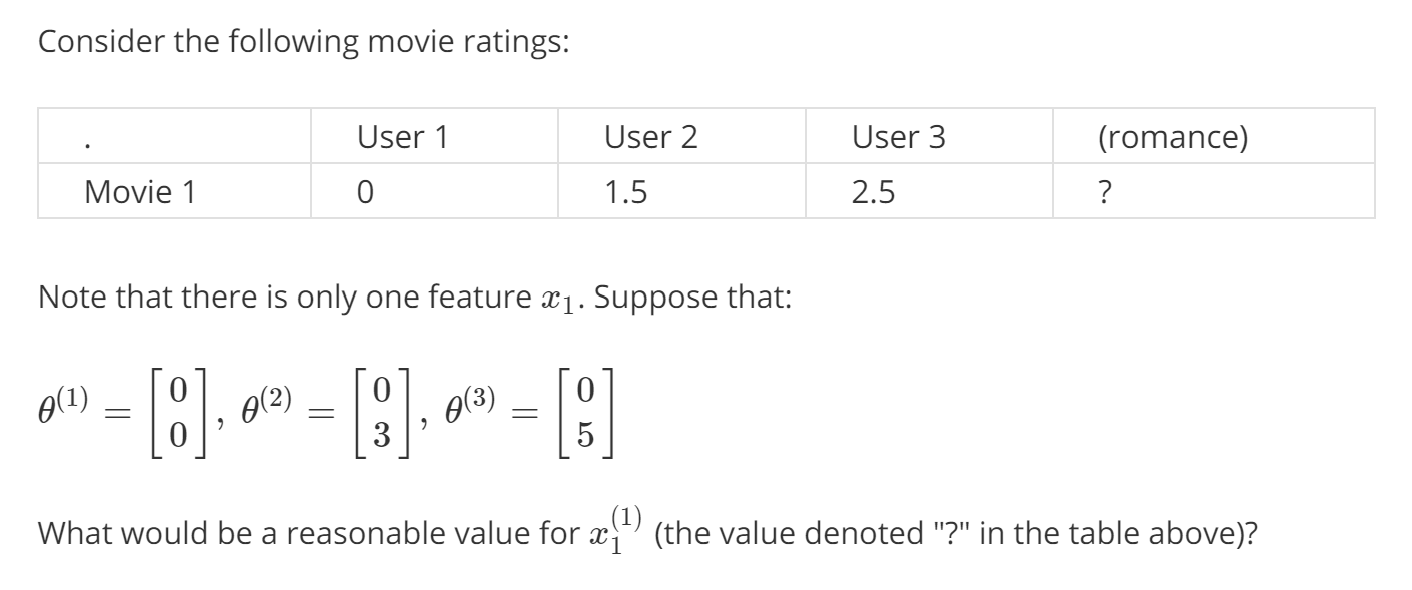 Consider the following movie ratings:
. User 1 User 2 User 3 (romance)
Movie 1 0 1.5 2.5 ?
Note that there is only one feature $x_1$. Suppose that:
$\theta^{(1)} = \begin{bmatrix} 0 \\ 0 \end{bmatrix}, \theta^{(2)} = \begin{bmatrix} 0 \\ 3 \end{bmatrix}, \theta^{(3)} = \begin{bmatrix} 0 \\ 5 \end{bmatrix}$
What would be a reasonable value for $x_1^{(1)}$ (the value denoted "?" in the table above)?